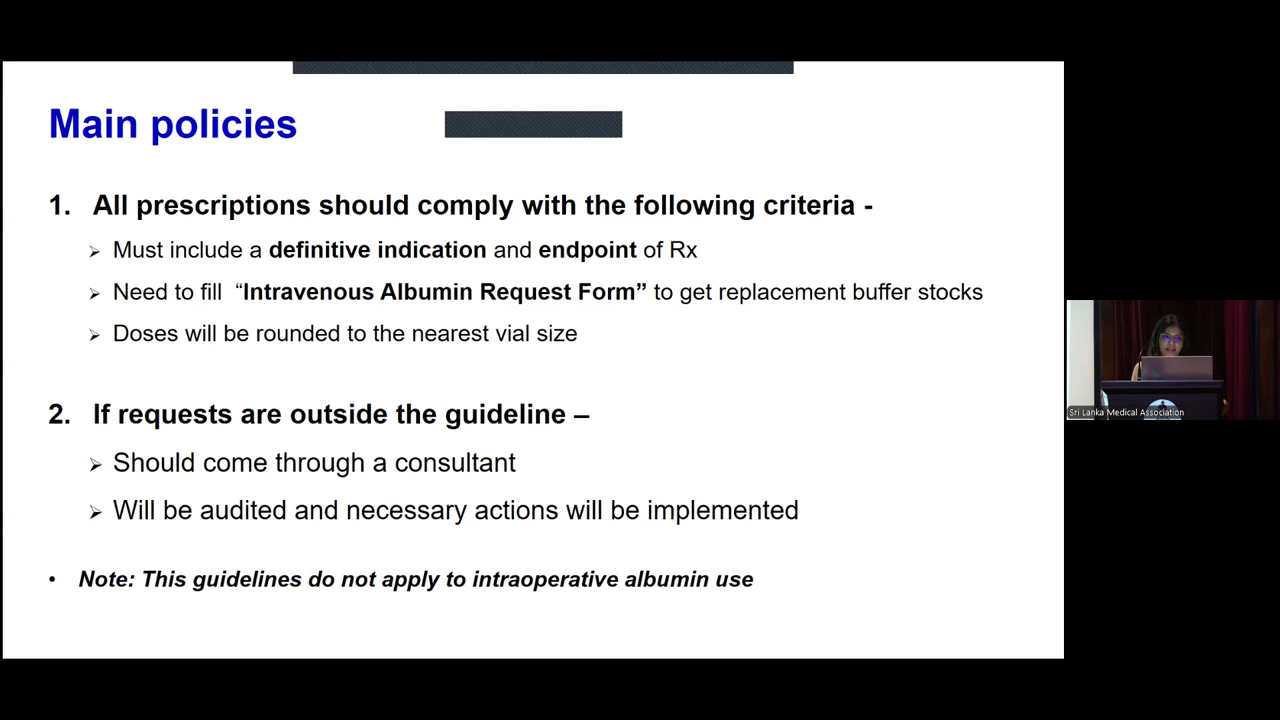 Main policies
1. All prescriptions should comply with the following criteria -
➢ Must include a definitive indication and endpoint of Rx
➢ Need to fill “Intravenous Albumin Request Form” to get replacement buffer stocks
➢ Doses will be rounded to the nearest vial size
2. If requests are outside the guideline –
➢ Should come through a consultant
➢ Will be audited and necessary actions will be implemented
• Note: This guidelines do not apply to intraoperative albumin use
Sri Lanka Medical Association